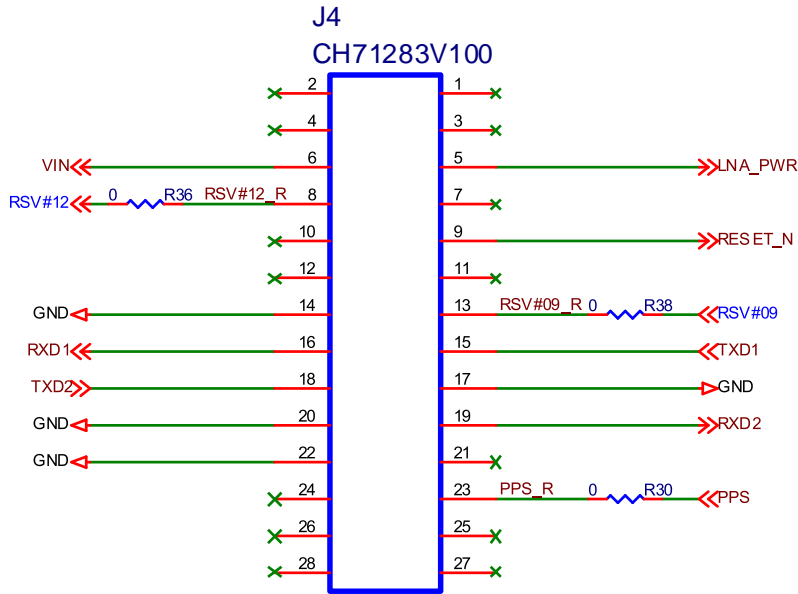 J4
CH71283V100
2 1
4 3
VIN 6 5 LNA_PWR
RSV#12 0 R36 RSV#12_R 8 7
10 9 RESET_N
12 11
GND 14 13 RSV#09_R 0 R38 RSV#09
RXD1 16 15 TXD1
TXD2 18 17 GND
GND 20 19 RXD2
GND 22 21
24 23 PPS_R 0 R30 PPS
26 25
28 27